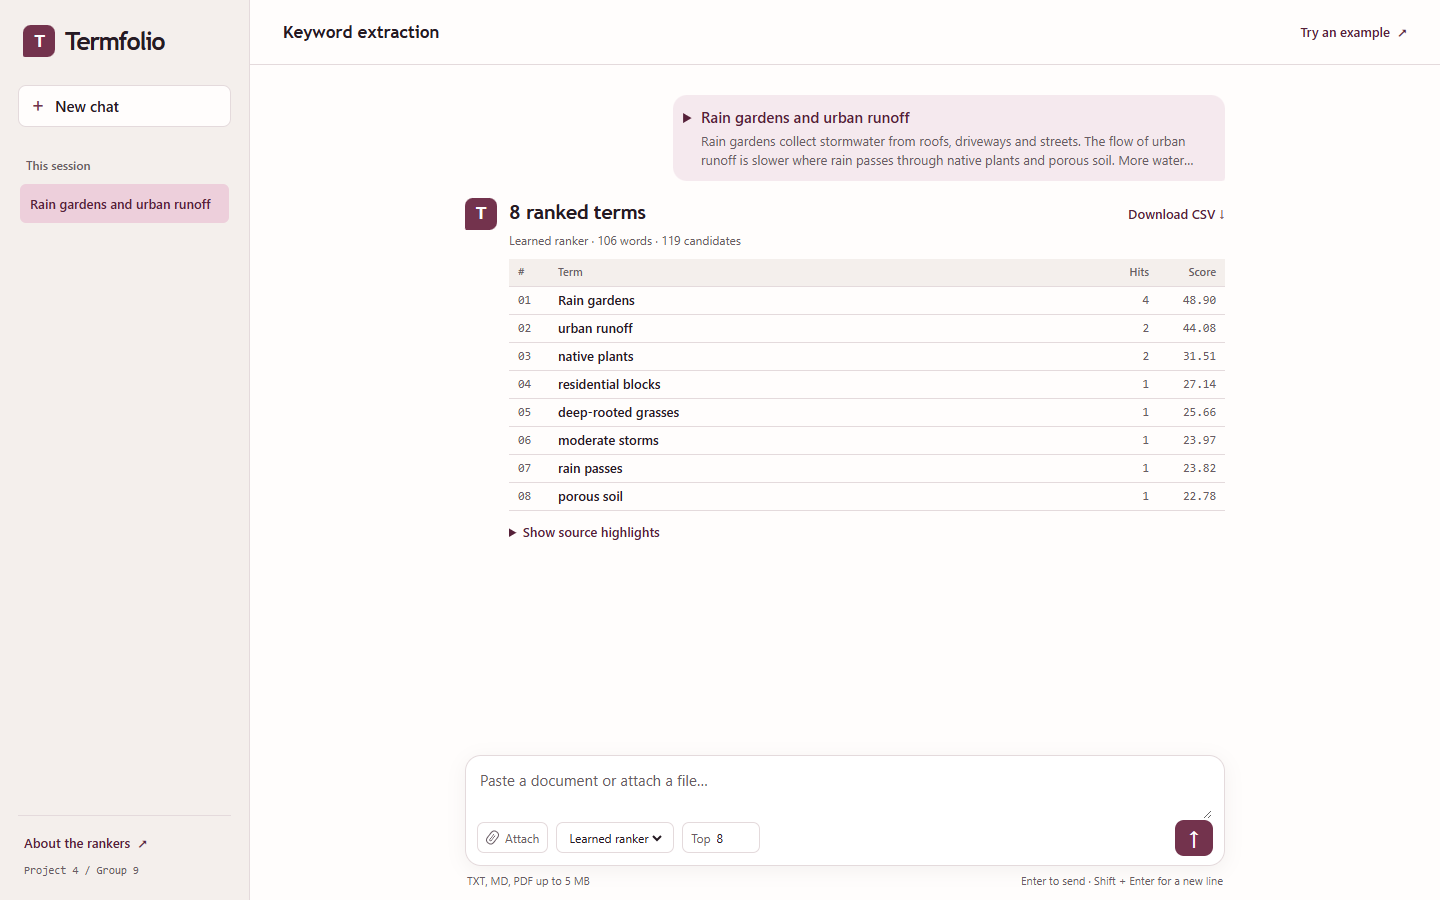 T Termfolio
+ New chat
This session
Rain gardens and urban runoff
About the rankers ↗
Project 4 / Group 9
Keyword extraction
Try an example ↗
Rain gardens and urban runoff
Rain gardens collect stormwater from roofs, driveways and streets. The flow of urban
runoff is slower where rain passes through native plants and porous soil. More water...
T 8 ranked terms
Download CSV ↓
Learned ranker · 106 words · 119 candidates
# Term Hits Score
01 Rain gardens 4 48.90
02 urban runoff 2 44.08
03 native plants 2 31.51
04 residential blocks 1 27.14
05 deep-rooted grasses 1 25.66
06 moderate storms 1 23.97
07 rain passes 1 23.82
08 porous soil 1 22.78
Show source highlights
Paste a document or attach a file...
Attach Learned ranker Top 8
TXT, MD, PDF up to 5 MB
Enter to send · Shift + Enter for a new line